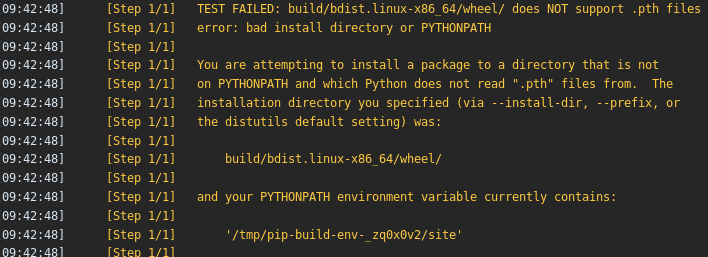 09:42:48] [Step 1/1] TEST FAILED: build/bdist.linux-x86_64/wheel/ does NOT support .pth files
09:42:48] [Step 1/1] error: bad install directory or PYTHONPATH
09:42:48] [Step 1/1]
09:42:48] [Step 1/1] You are attempting to install a package to a directory that is not
09:42:48] [Step 1/1] on PYTHONPATH and which Python does not read ".pth" files from.  The
09:42:48] [Step 1/1] installation directory you specified (via --install-dir, --prefix, or
09:42:48] [Step 1/1] the distutils default setting) was:
09:42:48] [Step 1/1]
09:42:48] [Step 1/1]     build/bdist.linux-x86_64/wheel/
09:42:48] [Step 1/1]
09:42:48] [Step 1/1] and your PYTHONPATH environment variable currently contains:
09:42:48] [Step 1/1]
09:42:48] [Step 1/1]     '/tmp/pip-build-env-_zq0x0v2/site'
09:42:48] [Step 1/1]